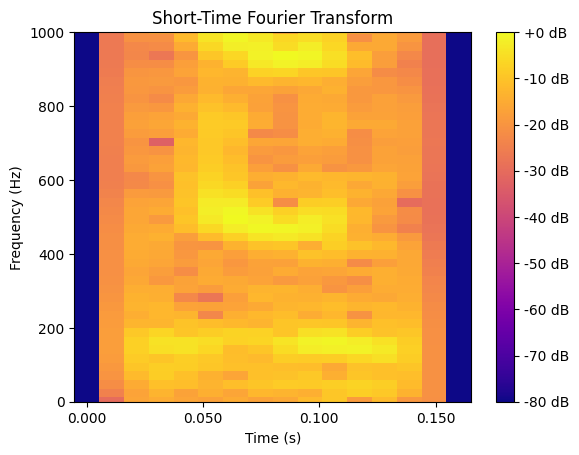 Short-Time Fourier Transform
1000
800
600
400
200
0
Frequency (Hz)
0.000
0.050
0.100
0.150
Time (s)
+0 dB
-10 dB
-20 dB
-30 dB
-40 dB
-50 dB
-60 dB
-70 dB
-80 dB